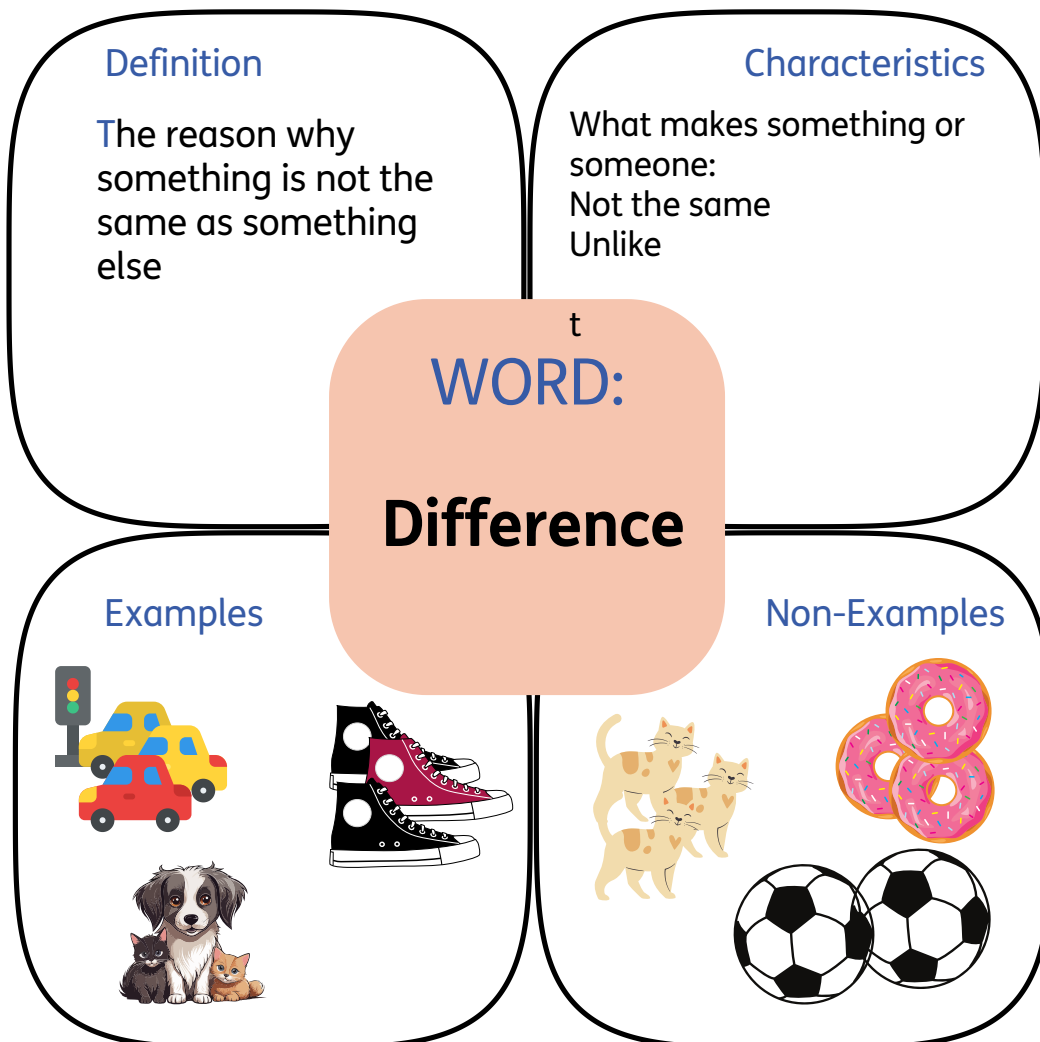 Definition
The reason why
something is not the
same as something
else
Characteristics
What makes something or
someone:
Not the same
Unlike
t
WORD:
Difference
Examples
Non-Examples